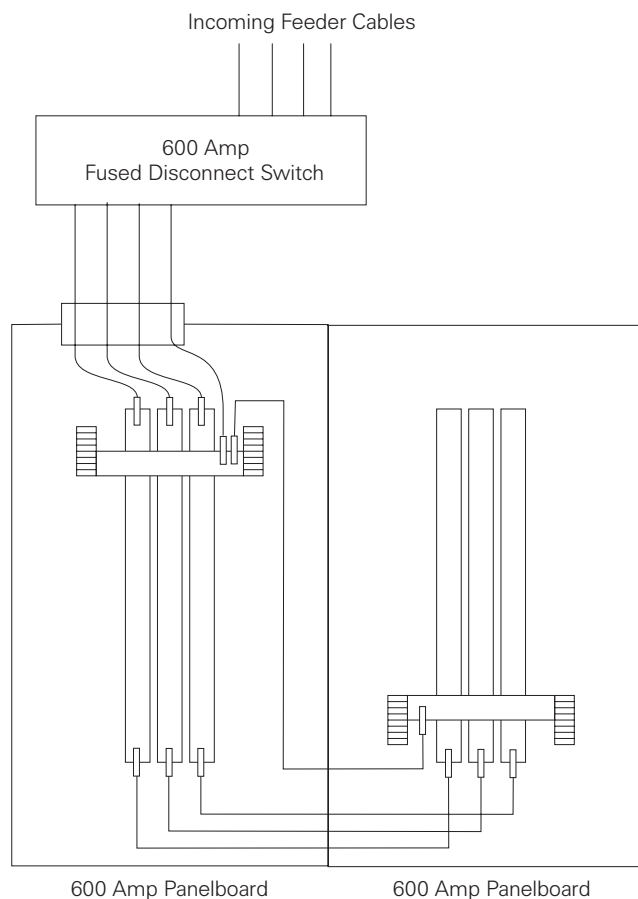 Incoming Feeder Cables
600 Amp
Fused Disconnect Switch
600 Amp Panelboard
600 Amp Panelboard